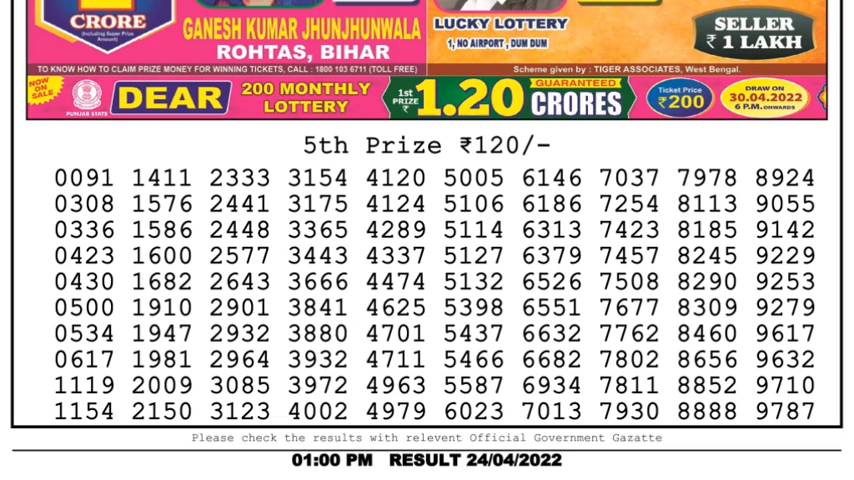 1
CRORE
(Including Super Prize Amount)
GANESH KUMAR JHUNJHUNWALA
ROHTAS, BIHAR
LUCKY LOTTERY
1, NO AIRPORT, DUM DUM
SELLER
₹ 1 LAKH
TO KNOW HOW TO CLAIM PRIZE MONEY FOR WINNING TICKETS, CALL : 1800 103 6711 (TOLL FREE)
Scheme given by : TIGER ASSOCIATES, West Bengal.
NOW ON SALE
PUNJAB STATE
DEAR
200 MONTHLY
LOTTERY
1st PRIZE ₹
1.20
GUARANTEED
CRORES
Ticket Price
₹200
DRAW ON
30.04.2022
6 P.M. ONWARDS
5th Prize ₹120/-
0091 1411 2333 3154 4120 5005 6146 7037 7978 8924
0308 1576 2441 3175 4124 5106 6186 7254 8113 9055
0336 1586 2448 3365 4289 5114 6313 7423 8185 9142
0423 1600 2577 3443 4337 5127 6379 7457 8245 9229
0430 1682 2643 3666 4474 5132 6526 7508 8290 9253
0500 1910 2901 3841 4625 5398 6551 7677 8309 9279
0534 1947 2932 3880 4701 5437 6632 7762 8460 9617
0617 1981 2964 3932 4711 5466 6682 7802 8656 9632
1119 2009 3085 3972 4963 5587 6934 7811 8852 9710
1154 2150 3123 4002 4979 6023 7013 7930 8888 9787
Please check the results with relevent Official Government Gazatte
01:00 PM RESULT 24/04/2022